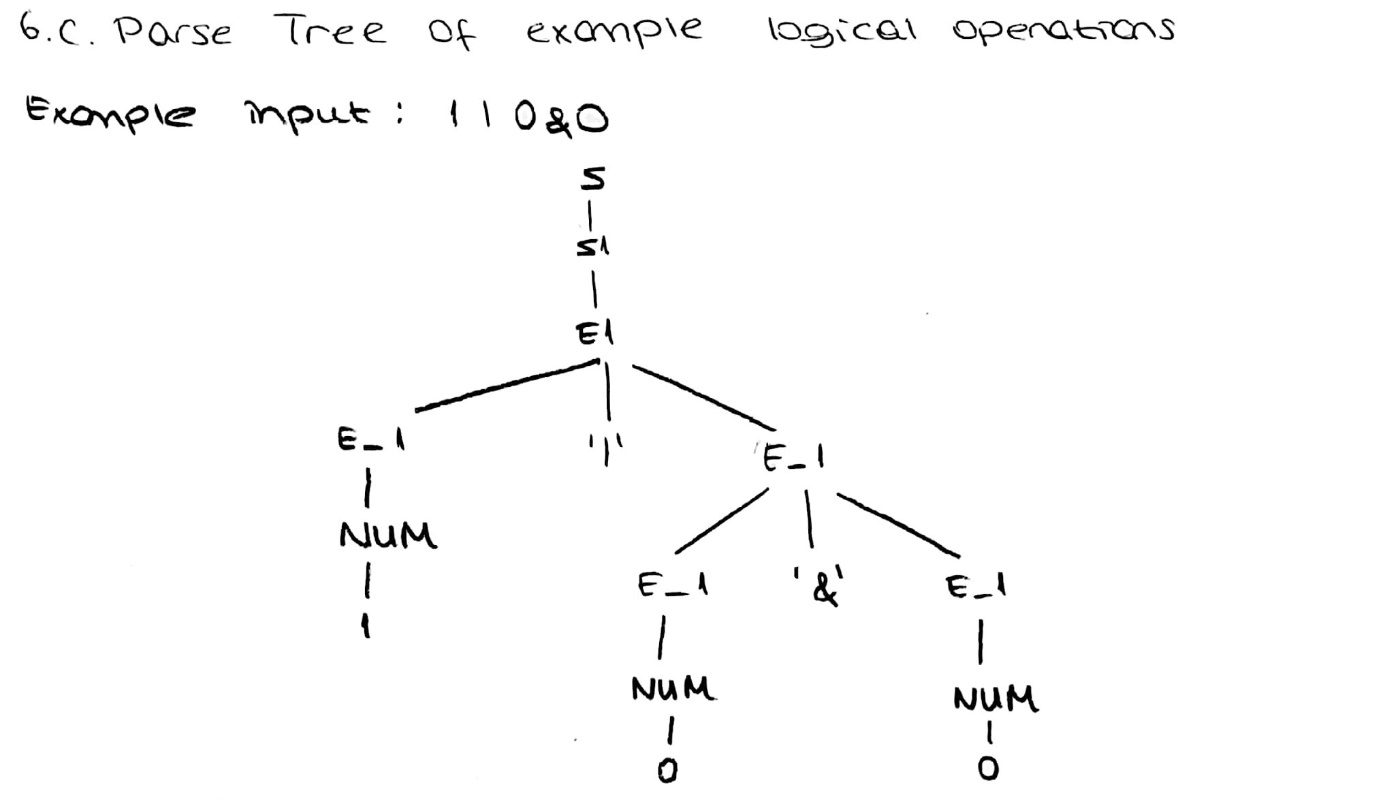 6.C. Parse Tree Of example logical operations
Example input : 1 | 0 & 0
S
S1
E1
E_1 '|' E_1
NUM E_1 '&' E_1
1 NUM NUM
0 0